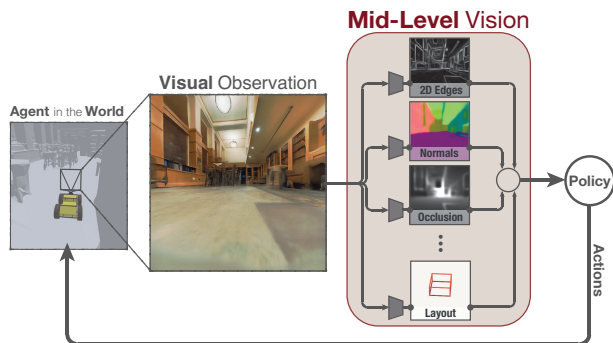 Mid-Level Vision
Visual Observation
Agent in the World
2D Edges
Normals
Occlusion
Layout
Policy
Actions